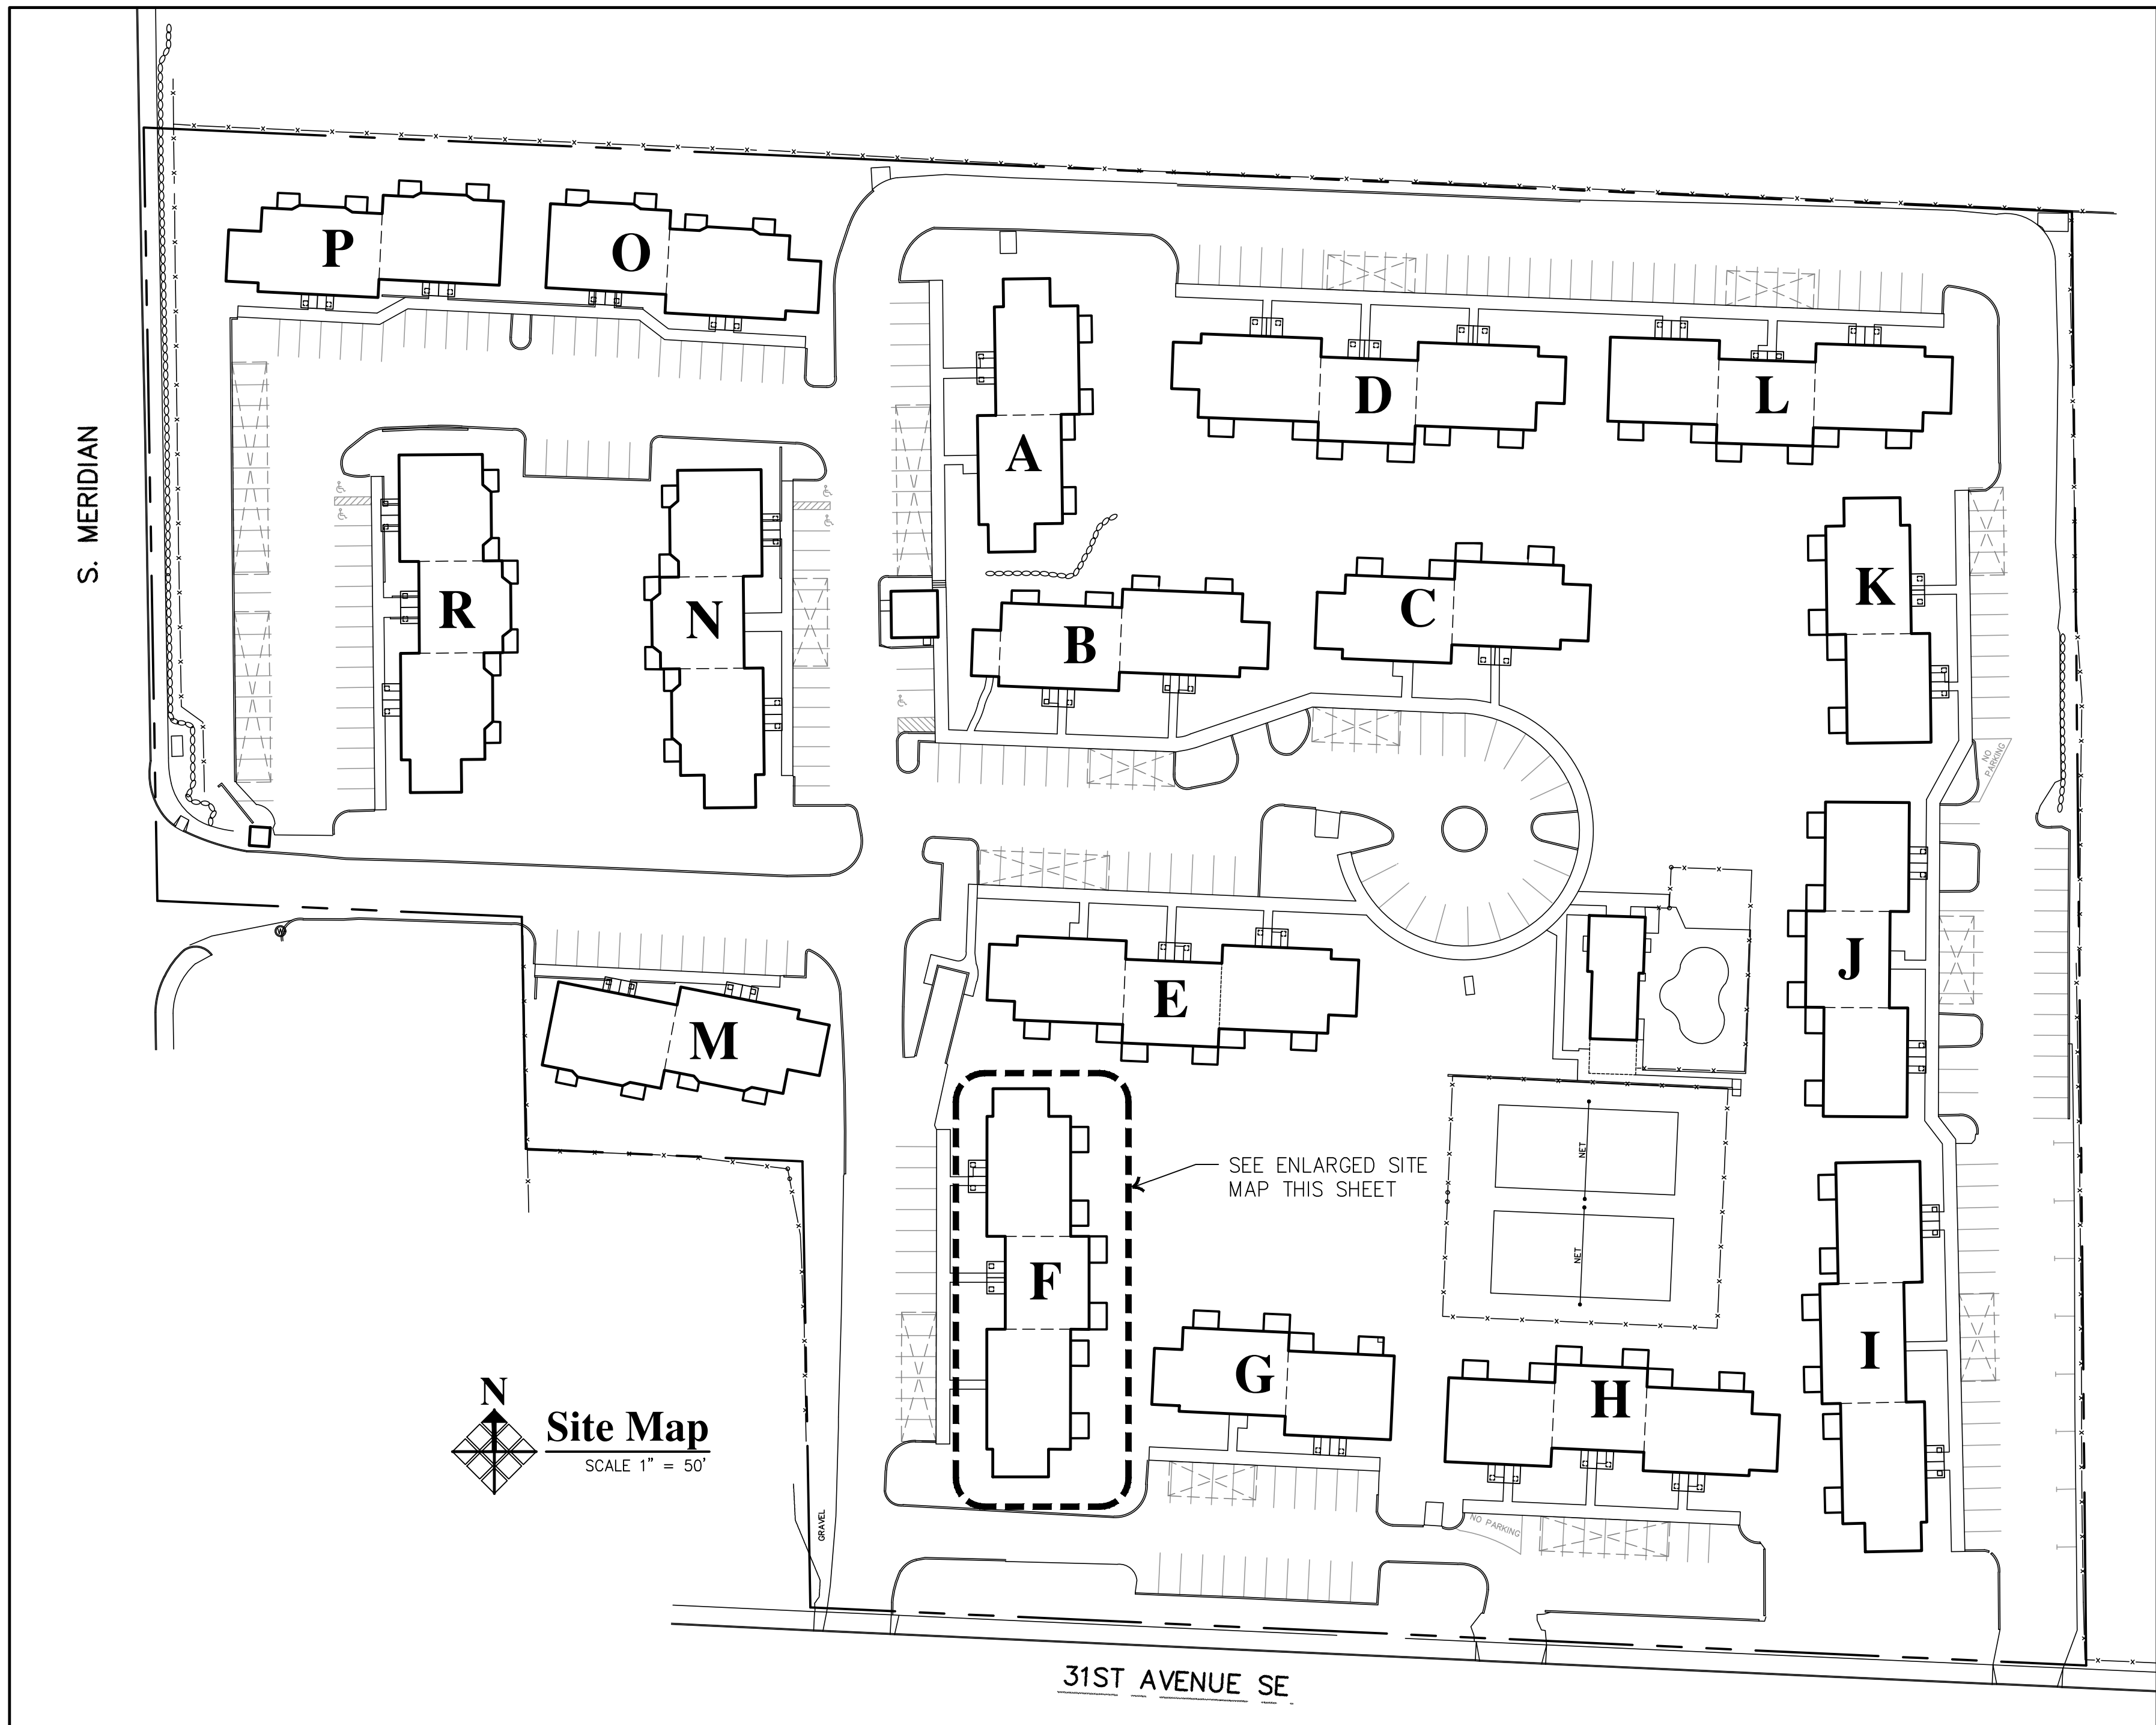 P
O
D
L
A
S. MERIDIAN
K
R
N
C
B
NO
PARKING
W
J
E
M
NET
SEE ENLARGED SITE
MAP THIS SHEET
NET
F
I
G
H
N
Site Map
SCALE 1" = 50'
GRAVEL
NO PARKING
31ST AVENUE SE